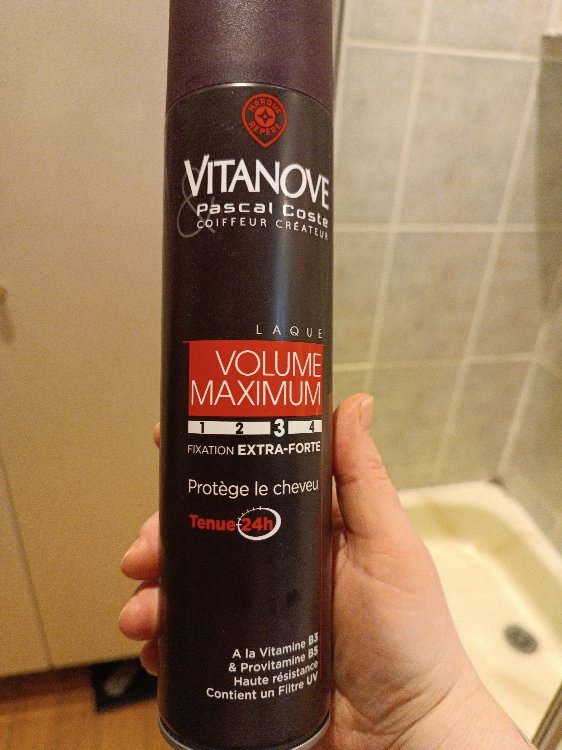 MARQUE
REPÈRE
VITANOVE
& Pascal Coste
COIFFEUR CRÉATEUR
LAQUE
VOLUME
MAXIMUM
1 2 3 4
FIXATION EXTRA-FORTE
Protège le cheveu
Tenue 24h
A la Vitamine B3
& Provitamine B5
Haute résistance
Contient un Filtre UV